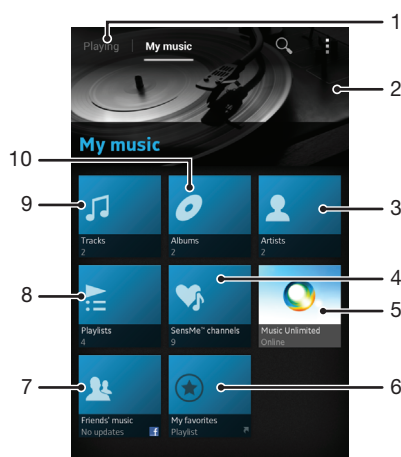 1
Playing My music
2
My music
10
9
3
Tracks
2
Albums
2
Artists
2
4
8
5
Playlists
4
SensMe™ channels
9
Music Unlimited
Online
7
6
Friends' music
No updates f
My favorites
Playlist